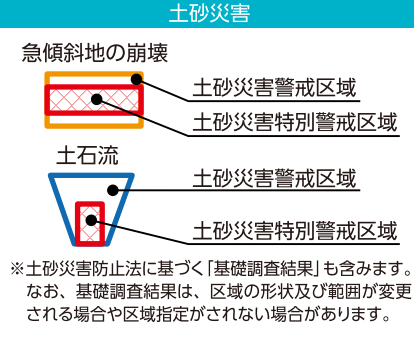 土砂災害
急傾斜地の崩壊
土砂災害警戒区域
土砂災害特別警戒区域
土石流
土砂災害警戒区域
土砂災害特別警戒区域
※土砂災害防止法に基づく「基礎調査結果」も含みます。
なお、基礎調査結果は、区域の形状及び範囲が変更
される場合や区域指定がされない場合があります。